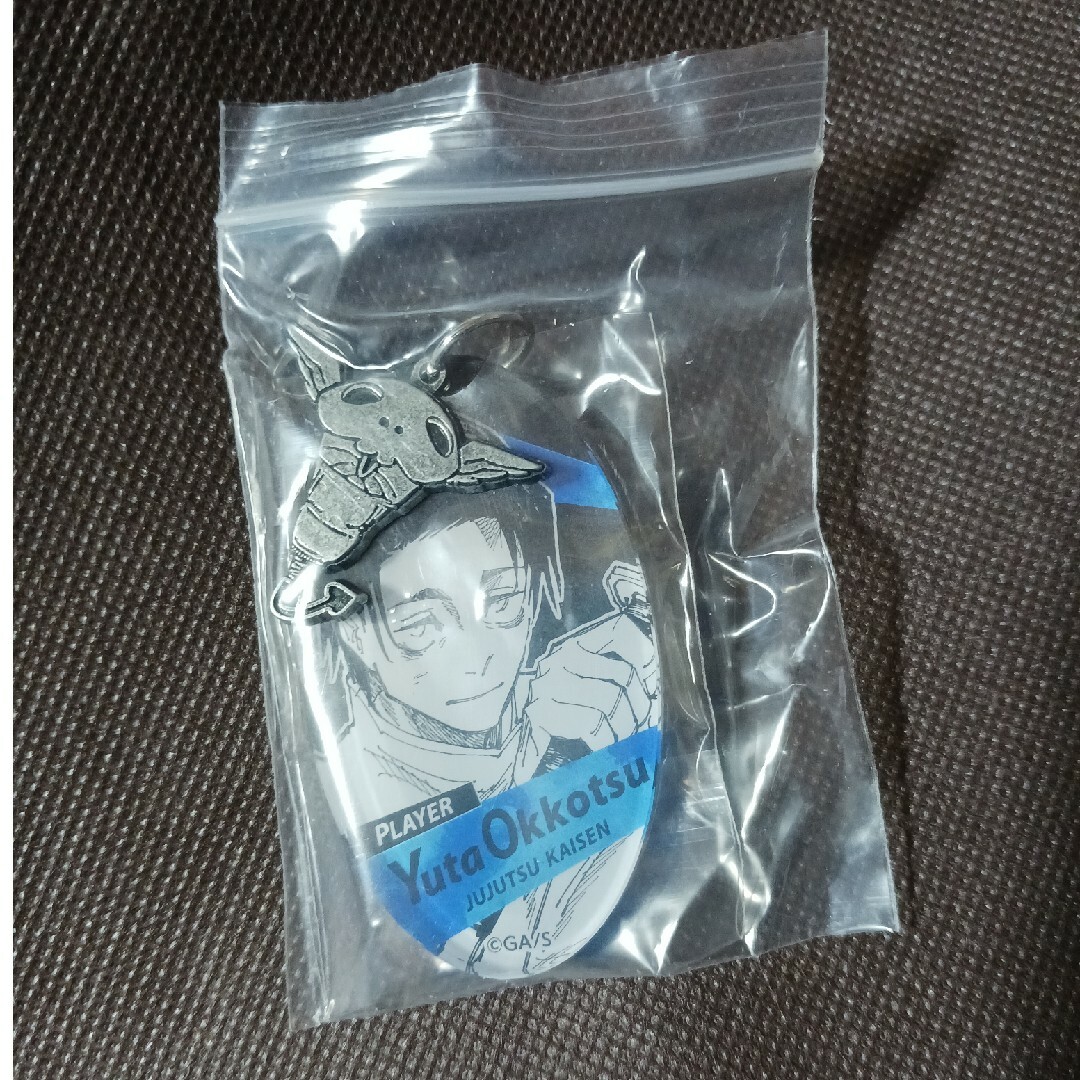 PLAYER
Yuta Okkotsu
JUJUTSU KAISEN
©GA/S